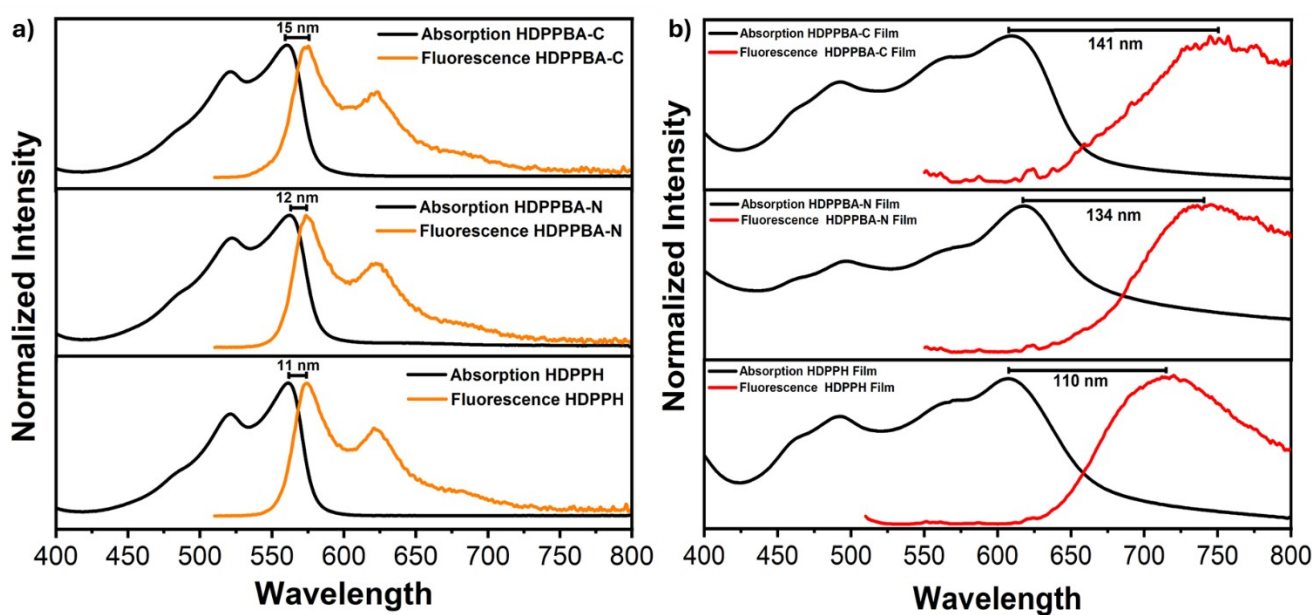 a)
15 nm
Absorption HDPPBA-C
Fluorescence HDPPBA-C
12 nm
Absorption HDPPBA-N
Fluorescence HDPPBA-N
11 nm
Absorption HDPPH
Fluorescence HDPPH
Normalized Intensity
400 450 500 550 600 650 700 750 800
Wavelength
b)
Absorption HDPPBA-C Film
Fluorescence HDPPBA-C Film
141 nm
Absorption HDPPBA-N Film
Fluorescence HDPPBA-N Film
134 nm
Absorption HDPPH Film
Fluorescence HDPPH Film
110 nm
Normalized Intensity
400 450 500 550 600 650 700 750 800
Wavelength